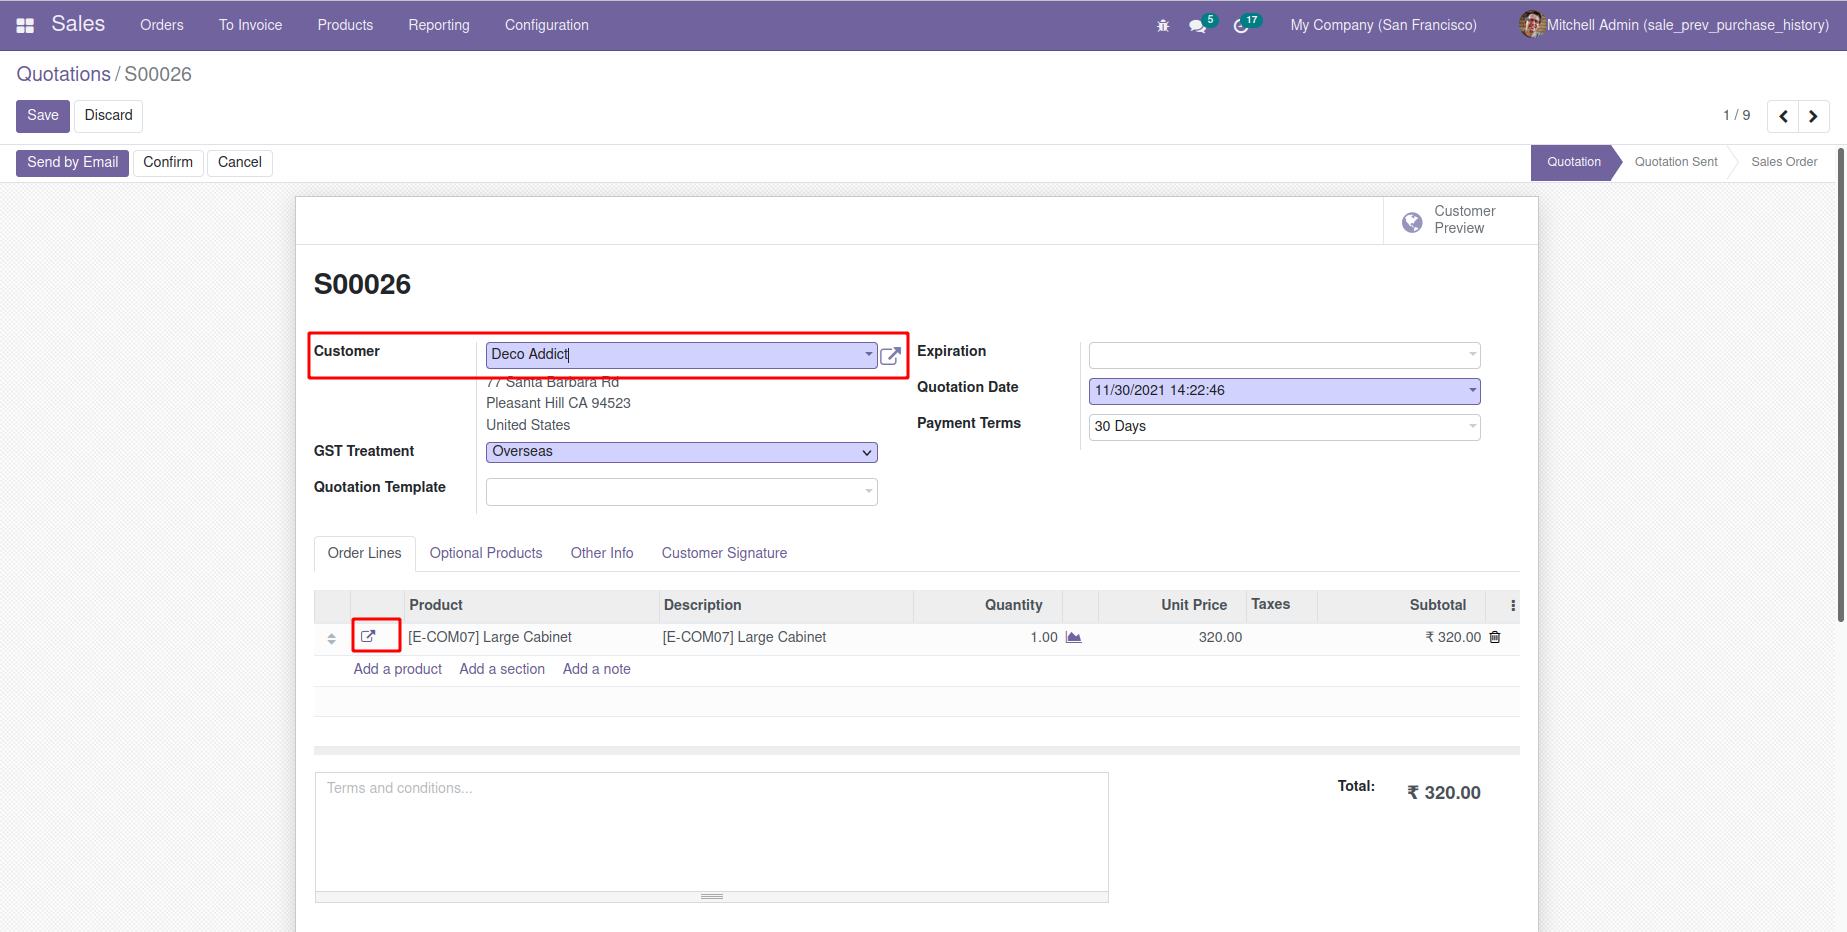 Sales Orders To Invoice Products Reporting Configuration 5 17 My Company (San Francisco) Mitchell Admin (sale_prev_purchase_history)
Quotations / S00026
Save Discard 1 / 9
Send by Email Confirm Cancel Quotation Quotation Sent Sales Order
Customer
Preview
S00026
Customer Deco Addict Expiration
77 Santa Barbara Rd
Quotation Date 11/30/2021 14:22:46
Pleasant Hill CA 94523
United States
Payment Terms 30 Days
GST Treatment Overseas
Quotation Template
Order Lines Optional Products Other Info Customer Signature
Product Description Quantity Unit Price Taxes Subtotal
[E-COM07] Large Cabinet [E-COM07] Large Cabinet 1.00 320.00 ₹ 320.00
Add a product Add a section Add a note
Terms and conditions...
Total: ₹ 320.00